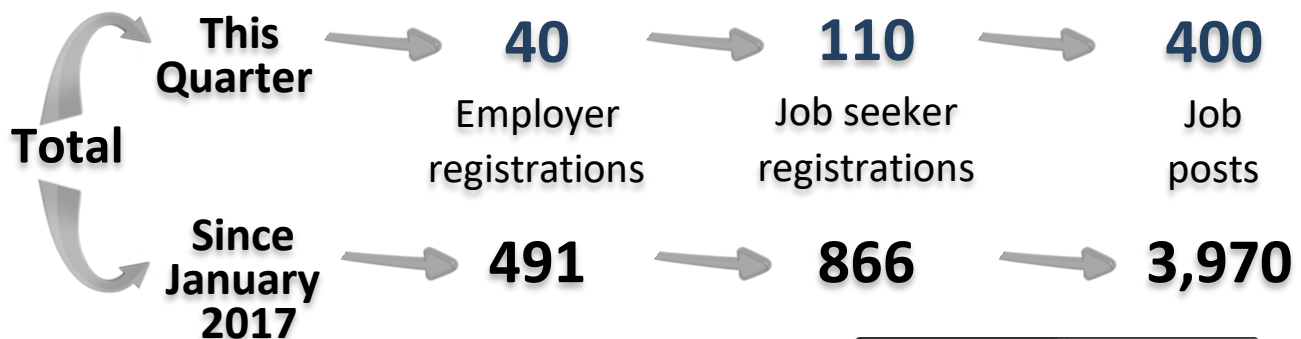 Total
This
Quarter
40
110
400
Employer
registrations
Job seeker
registrations
Job
posts
Since
January
2017
491
866
3,970